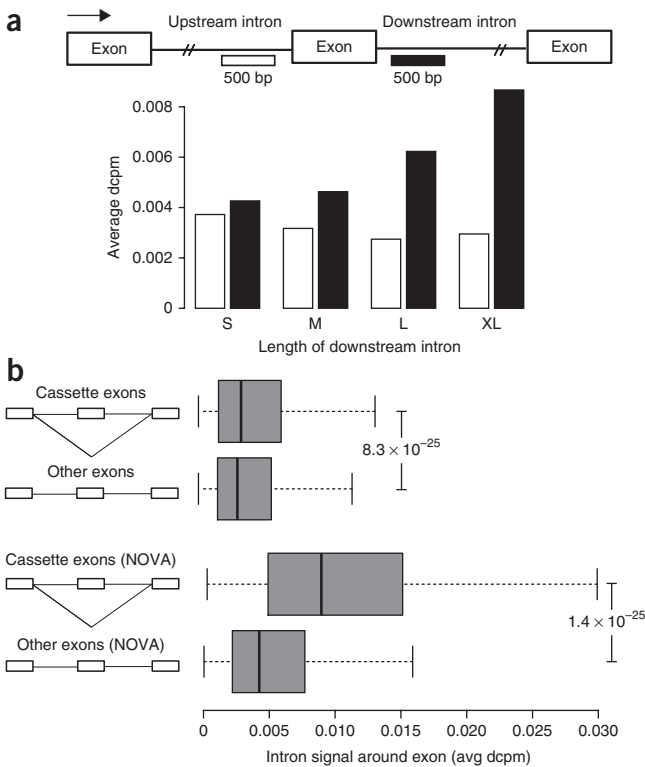 a
Upstream intron
Downstream intron
Exon
Exon
Exon
500 bp
500 bp
0.008
0.006
0.004
0.002
0
Average dcpm
S
M
L
XL
Length of downstream intron
b
Cassette exons
8.3 × 10⁻²⁵
Other exons
Cassette exons (NOVA)
1.4 × 10⁻²⁵
Other exons (NOVA)
0
0.005
0.010
0.015
0.020
0.025
0.030
Intron signal around exon (avg dcpm)